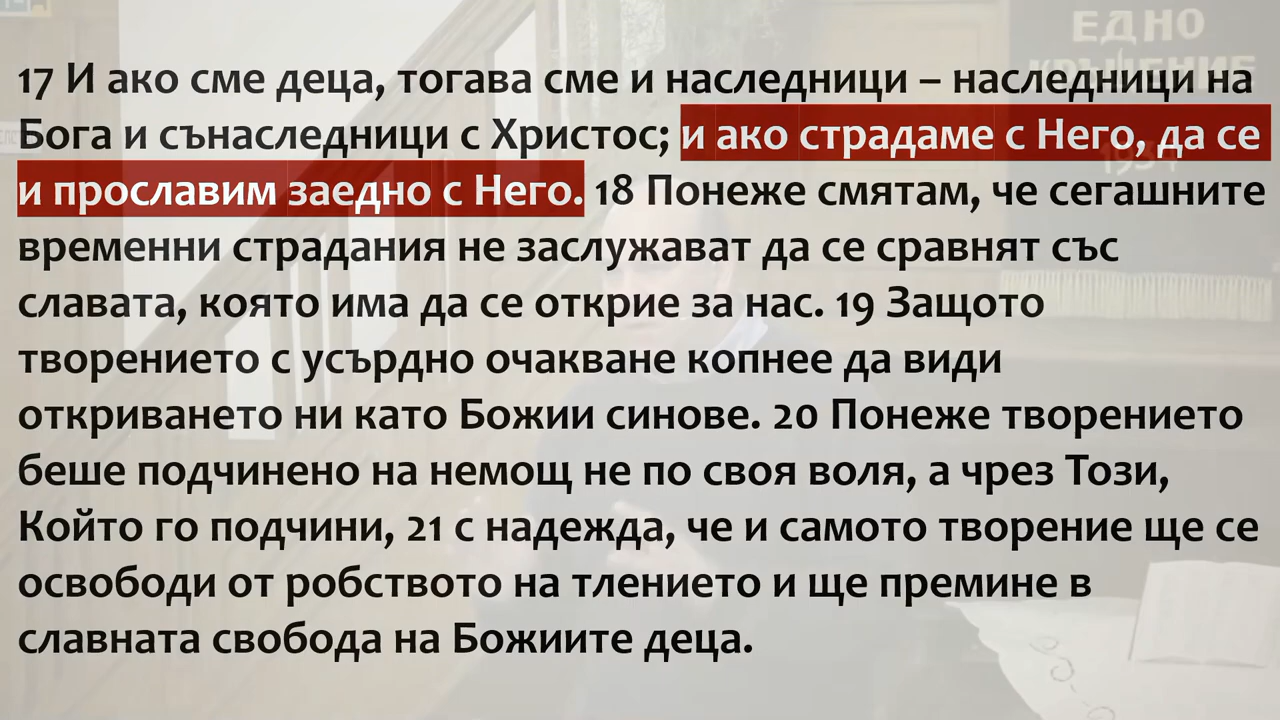 ЕДНО
КРЪЩЕНИЕ
1934
17 И ако сме деца, тогава сме и наследници – наследници на
Бога и сънаследници с Христос; и ако страдаме с Него, да се
и прославим заедно с Него. 18 Понеже смятам, че сегашните
временни страдания не заслужават да се сравнят със
славата, която има да се открие за нас. 19 Защото
творението с усърдно очакване копнее да види
откриването ни като Божии синове. 20 Понеже творението
беше подчинено на немощ не по своя воля, а чрез Този,
Който го подчини, 21 с надежда, че и самото творение ще се
освободи от робството на тлението и ще премине в
славната свобода на Божиите деца.